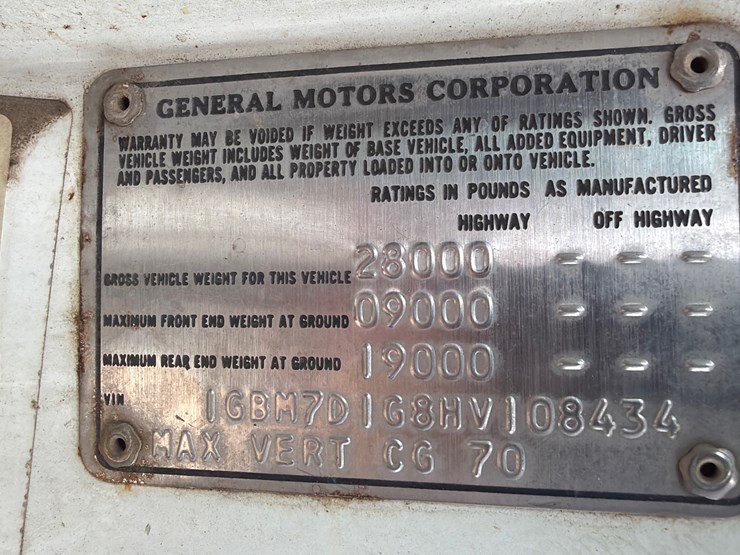 GENERAL MOTORS CORPORATION
WARRANTY MAY BE VOIDED IF WEIGHT EXCEEDS ANY OF RATINGS SHOWN. GROSS
VEHICLE WEIGHT INCLUDES WEIGHT OF BASE VEHICLE, ALL ADDED EQUIPMENT, DRIVER
AND PASSENGERS, AND ALL PROPERTY LOADED INTO OR ONTO VEHICLE.
RATINGS IN POUNDS AS MANUFACTURED
HIGHWAY OFF HIGHWAY
GROSS VEHICLE WEIGHT FOR THIS VEHICLE 28000 - - -
MAXIMUM FRONT END WEIGHT AT GROUND 09000 - - -
MAXIMUM REAR END WEIGHT AT GROUND 19000 - - -
VIN 1GBM7D1G8HV108434
MAX VERT CG 70